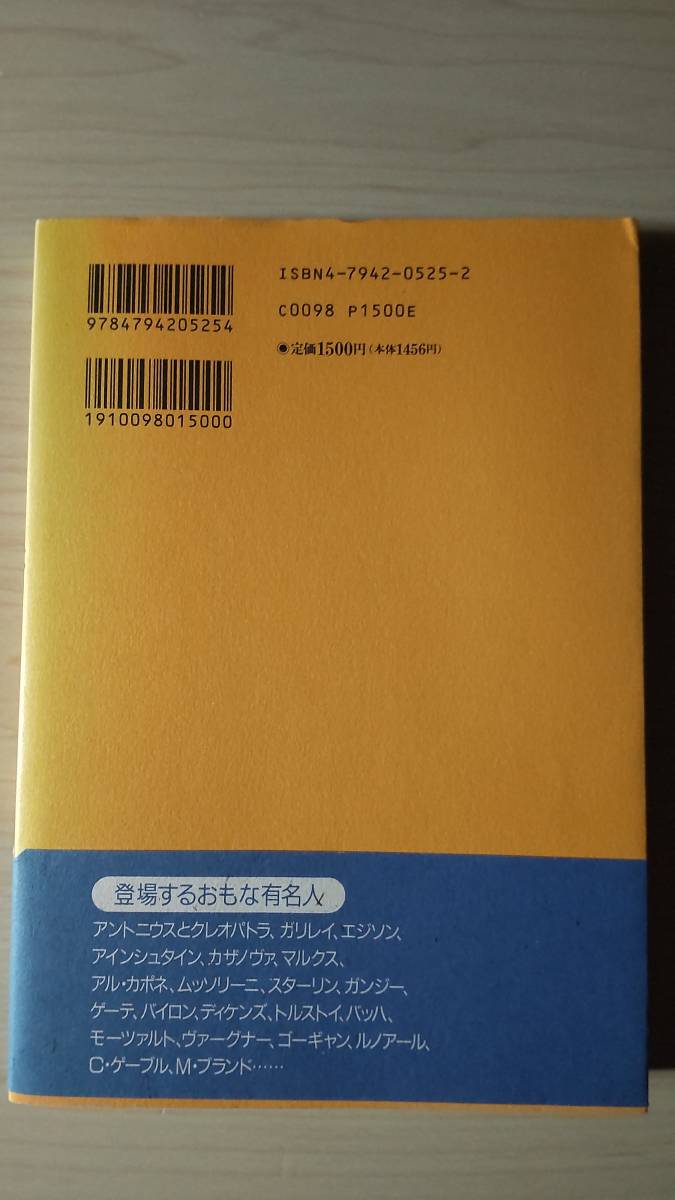 9784794205254
1910098015000
ISBN4-7942-0525-2
C0098 P1500E
●定価1500円(本体1456円)
登場するおもな有名人
アントニウスとクレオパトラ、ガリレイ、エジソン、
アインシュタイン、カザノヴァ、マルクス、
アル・カポネ、ムッソリーニ、スターリン、ガンジー、
ゲーテ、バイロン、ディケンズ、トルストイ、バッハ、
モーツァルト、ヴァーグナー、ゴーギャン、ルノアール、
C・ゲーブル、M・ブランド……